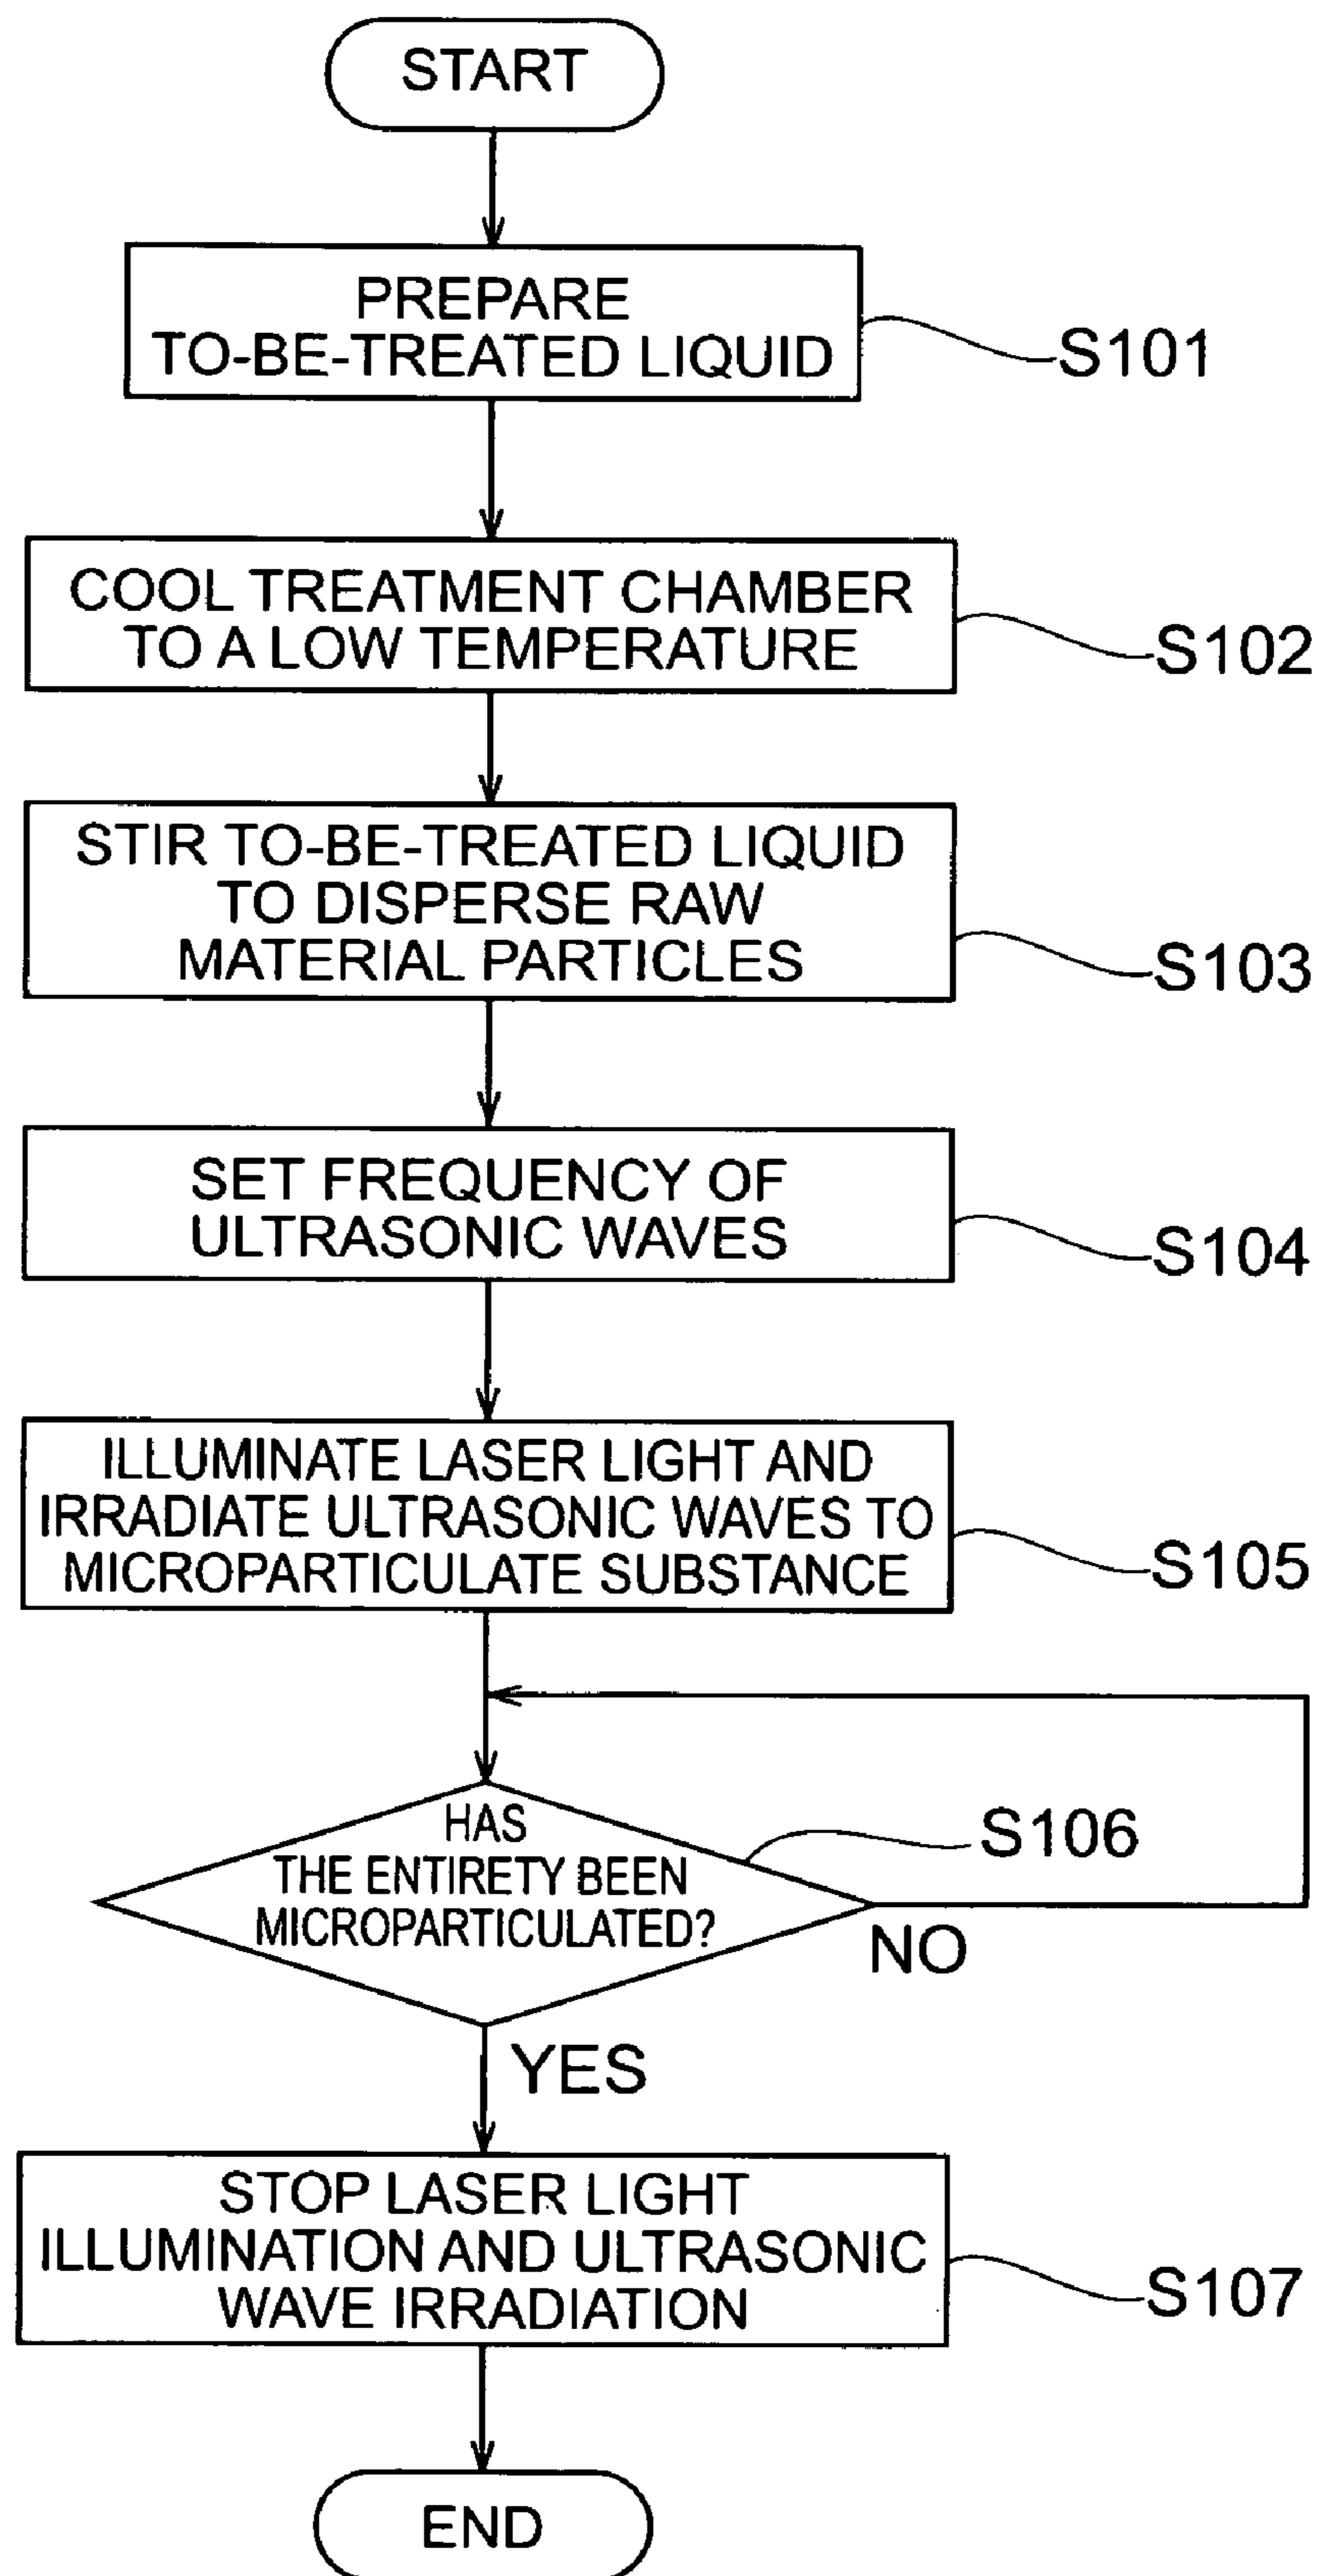 START
PREPARE
TO-BE-TREATED LIQUID
S101
COOL TREATMENT CHAMBER
TO A LOW TEMPERATURE
S102
STIR TO-BE-TREATED LIQUID
TO DISPERSE RAW
MATERIAL PARTICLES
S103
SET FREQUENCY OF
ULTRASONIC WAVES
S104
ILLUMINATE LASER LIGHT AND
IRRADIATE ULTRASONIC WAVES TO
MICROPARTICULATE SUBSTANCE
S105
HAS
THE ENTIRETY BEEN
MICROPARTICULATED?
S106
NO
YES
STOP LASER LIGHT
ILLUMINATION AND ULTRASONIC
WAVE IRRADIATION
S107
END